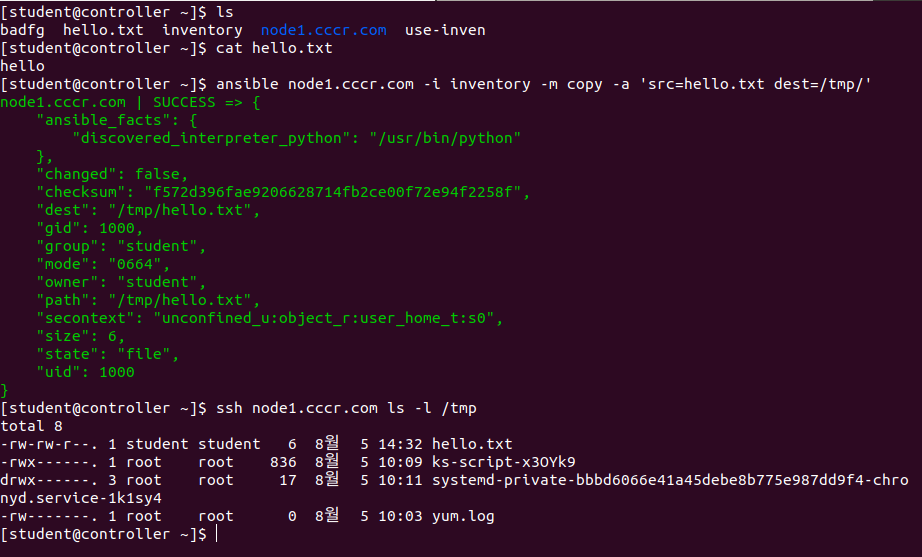 [student@controller ~]$ ls
badfg  hello.txt  inventory  node1.cccr.com  use-inven
[student@controller ~]$ cat hello.txt
hello
[student@controller ~]$ ansible node1.cccr.com -i inventory -m copy -a 'src=hello.txt dest=/tmp/'
node1.cccr.com | SUCCESS => {
    "ansible_facts": {
        "discovered_interpreter_python": "/usr/bin/python"
    },
    "changed": false,
    "checksum": "f572d396fae9206628714fb2ce00f72e94f2258f",
    "dest": "/tmp/hello.txt",
    "gid": 1000,
    "group": "student",
    "mode": "0664",
    "owner": "student",
    "path": "/tmp/hello.txt",
    "secontext": "unconfined_u:object_r:user_home_t:s0",
    "size": 6,
    "state": "file",
    "uid": 1000
}
[student@controller ~]$ ssh node1.cccr.com ls -l /tmp
total 8
-rw-rw-r--. 1 student student   6  8월  5 14:32 hello.txt
-rwx------. 1 root    root    836  8월  5 10:09 ks-script-x3OYk9
drwx------. 3 root    root     17  8월  5 10:11 systemd-private-bbbd6066e41a45debe8b775e987dd9f4-chro
nyd.service-1k1sy4
-rw-------. 1 root    root      0  8월  5 10:03 yum.log
[student@controller ~]$